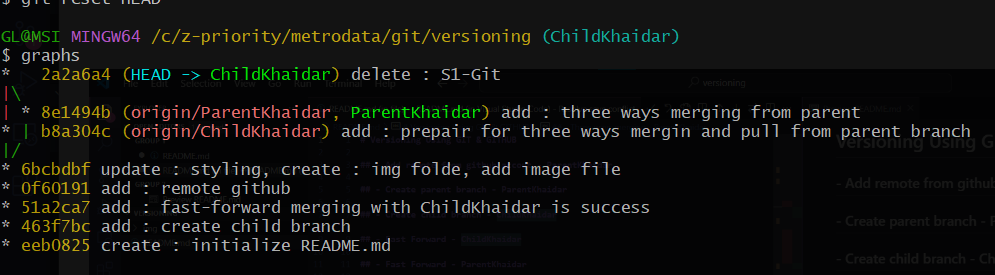 $ git reset HEAD
GL@MSI MINGW64 /c/z-priority/metrodata/git/versioning (ChildKhaidar)
$ graphs
*   2a2a6a4 (HEAD -> ChildKhaidar) delete : S1-Git
|\
| * 8e1494b (origin/ParentKhaidar, ParentKhaidar) add : three ways merging from parent
* | b8a304c (origin/ChildKhaidar) add : prepair for three ways mergin and pull from parent branch
|/
* 6bcbdbf update : styling, create : img folde, add image file
* 0f60191 add : remote github
* 51a2ca7 add : fast-forward merging with ChildKhaidar is success
* 463f7bc add : create child branch
* eeb0825 create : initialize README.md
versioning
Versioning Using G
- Add remote from github
- Create parent branch -
- Create child branch - Ch
- Fast Forward -